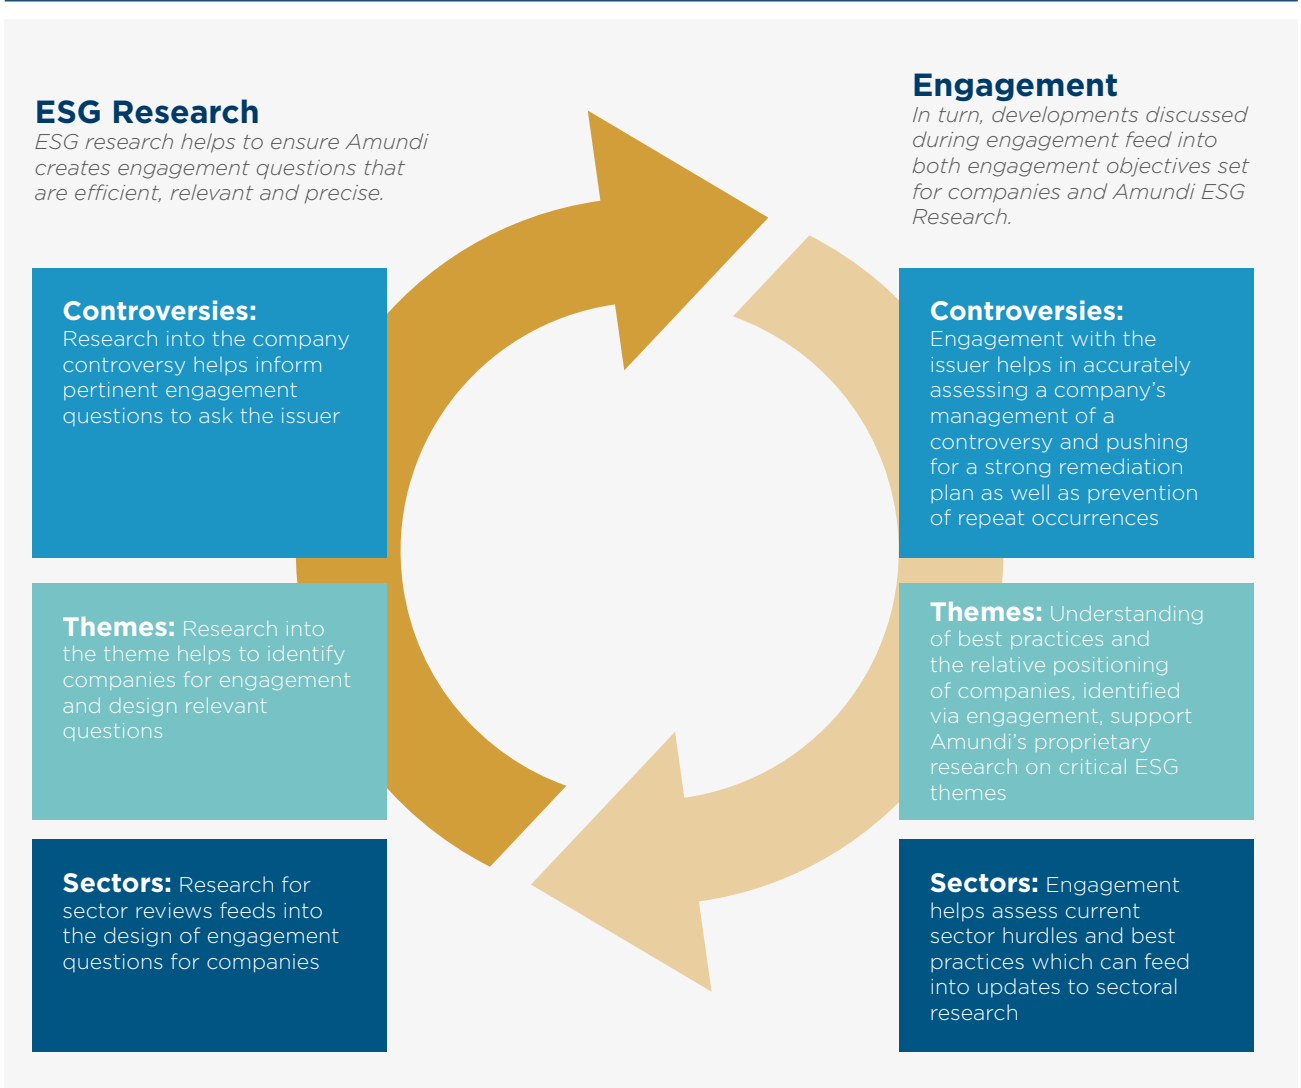 ESG Research
ESG research helps to ensure Amundi
creates engagement questions that
are efficient, relevant and precise.
Controversies:
Research into the company
controversy helps inform
pertinent engagement
questions to ask the issuer
Themes: Research into
the theme helps to identify
companies for engagement
and design relevant
questions
Sectors: Research for
sector reviews feeds into
the design of engagement
questions for companies
Engagement
In turn, developments discussed
during engagement feed into
both engagement objectives set
for companies and Amundi ESG
Research.
Controversies:
Engagement with the
issuer helps in accurately
assessing a company’s
management of a
controversy and pushing
for a strong remediation
plan as well as prevention
of repeat occurrences
Themes: Understanding
of best practices and
the relative positioning
of companies, identified
via engagement, support
Amundi’s proprietary
research on critical ESG
themes
Sectors: Engagement
helps assess current
sector hurdles and best
practices which can feed
into updates to sectoral
research